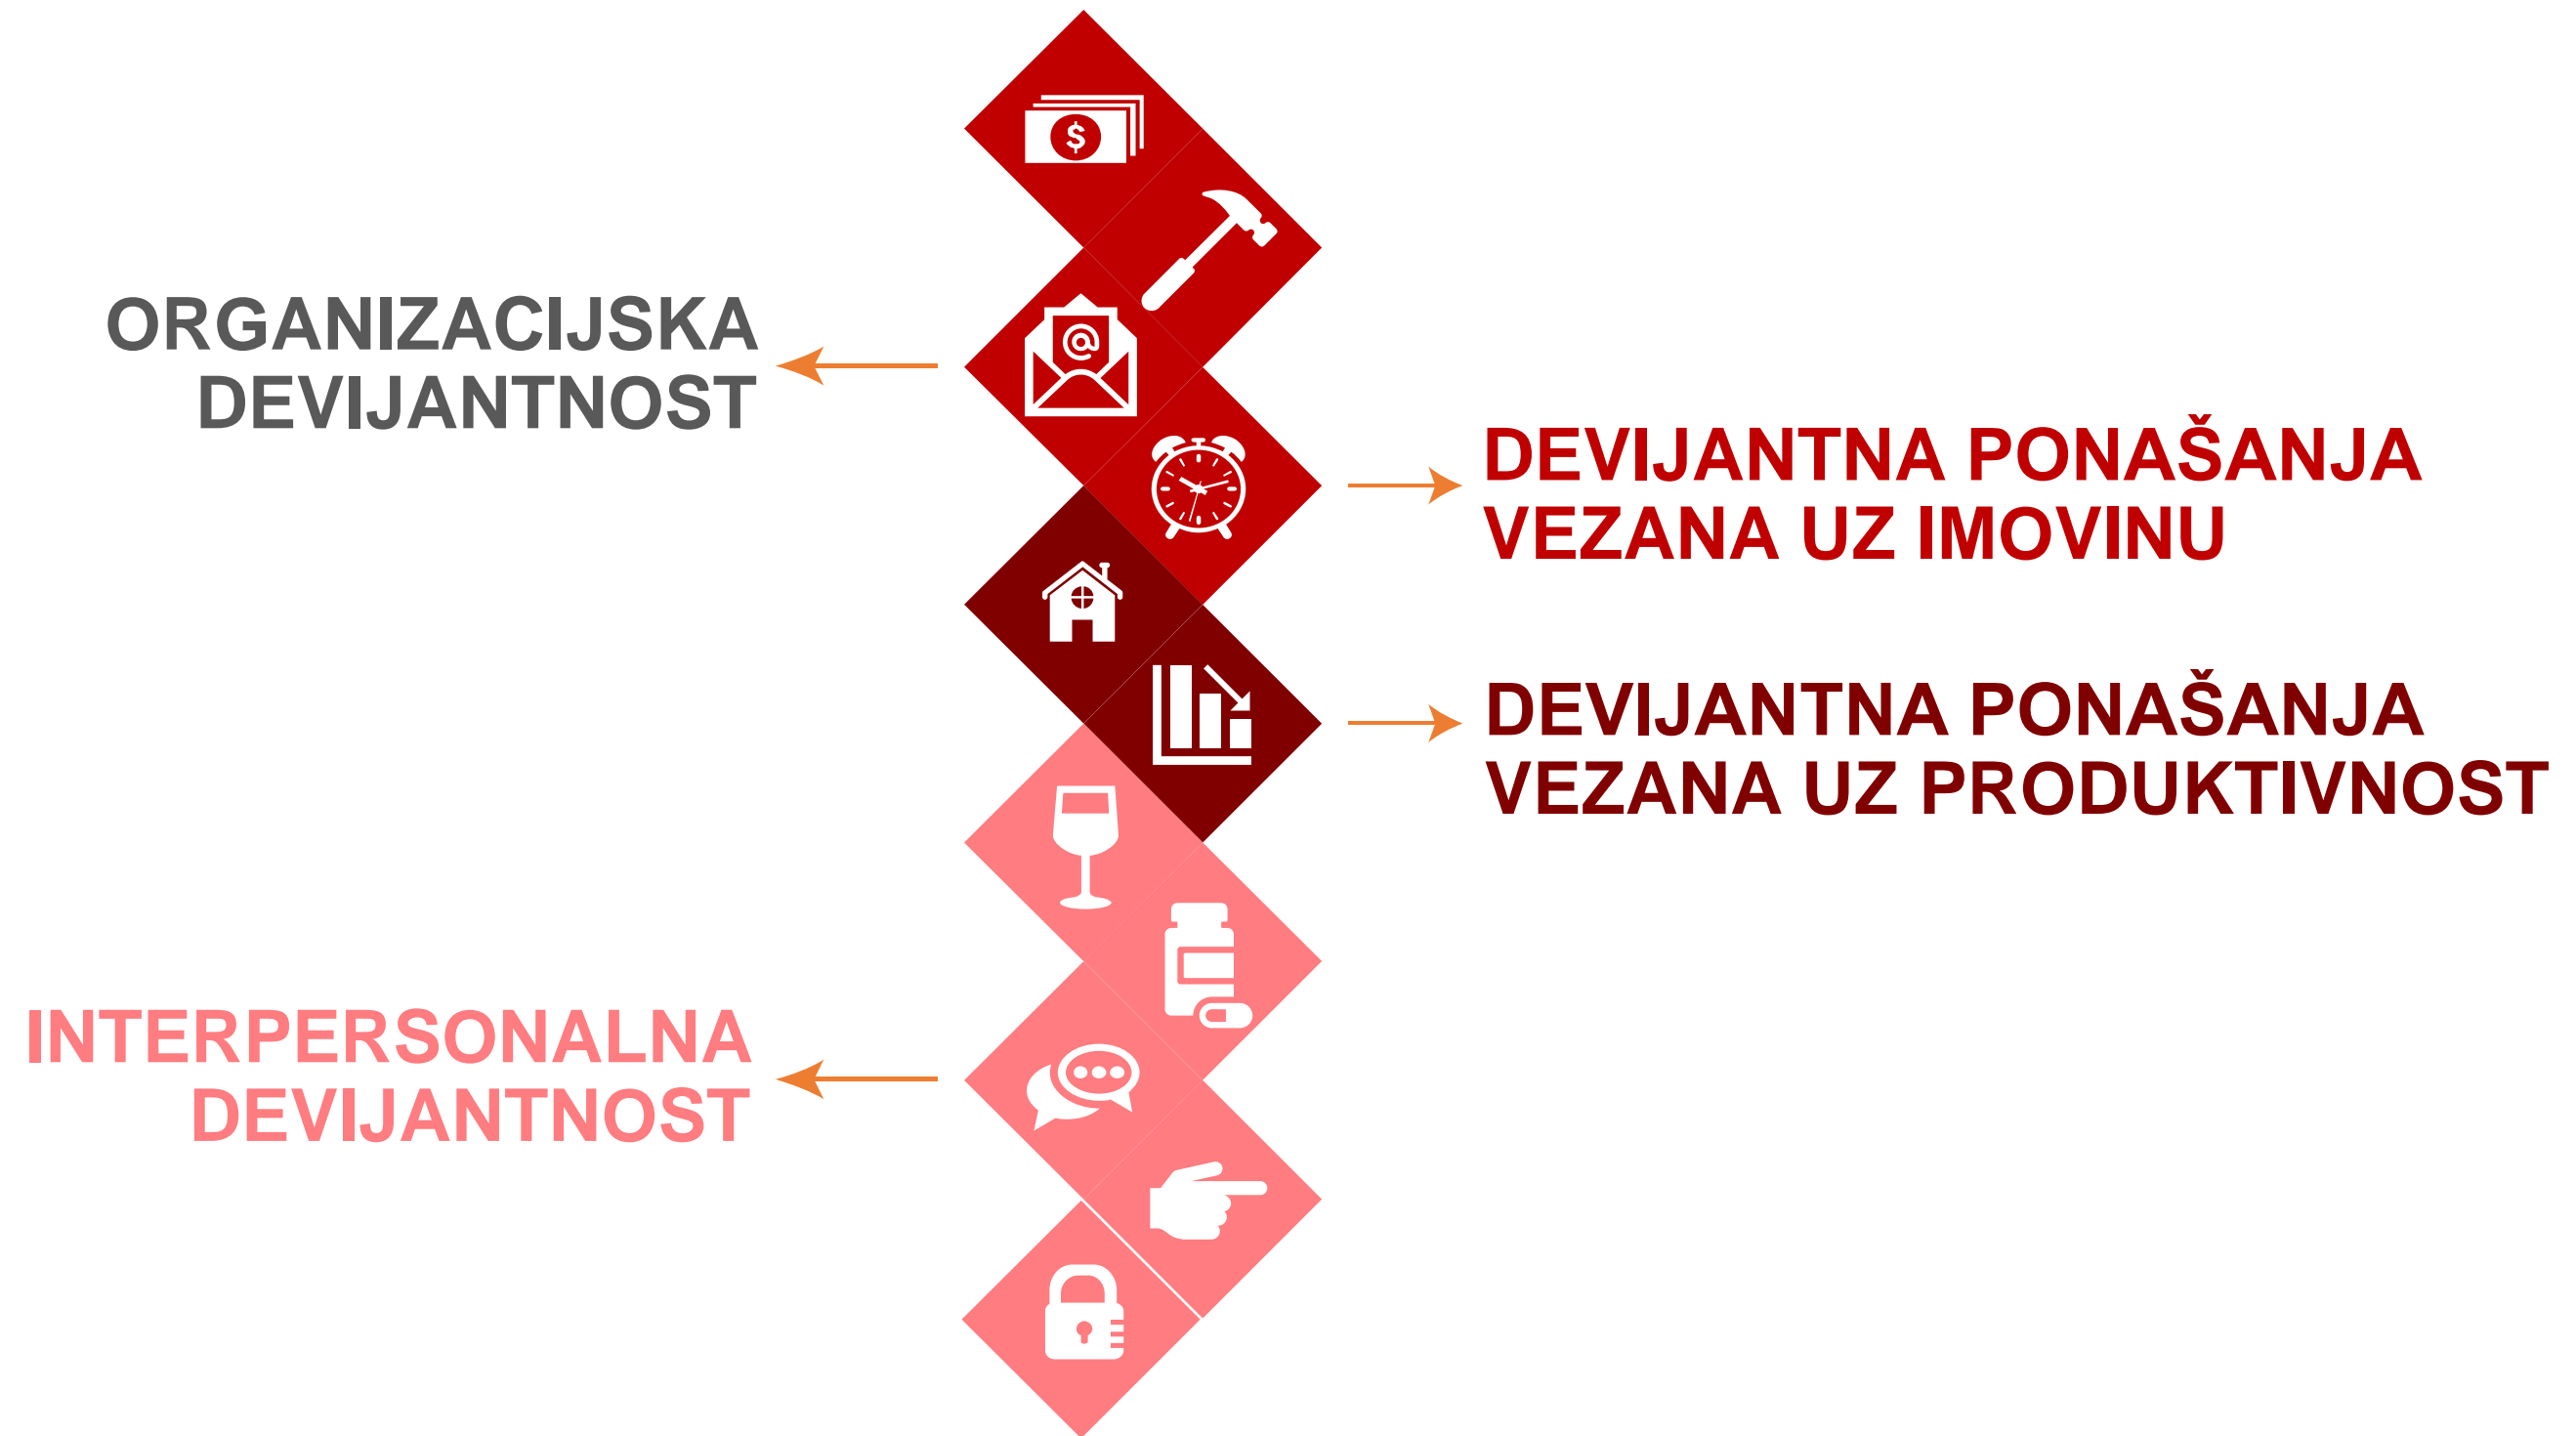 ORGANIZACIJSKA
DEVIJANTNOST
DEVIJANTNA PONAŠANJA
VEZANA UZ IMOVINU
DEVIJANTNA PONAŠANJA
VEZANA UZ PRODUKTIVNOST
INTERPERSONALNA
DEVIJANTNOST